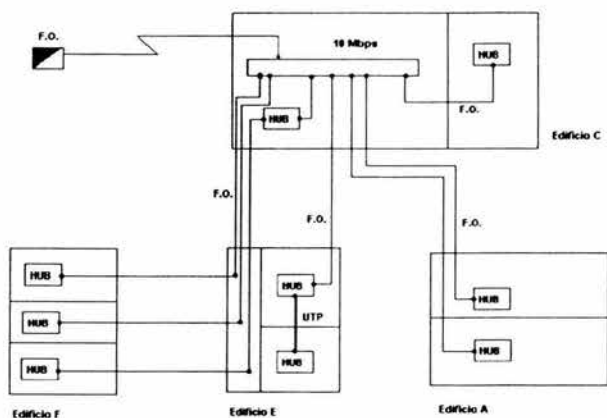 F.O.
10 Mbps
HUB
HUB
F.O.
Edificio C
F.O.
F.O.
F.O.
HUB
HUB
HUB
HUB
UTP
HUB
HUB
HUB
Edificio F
Edificio E
Edificio A